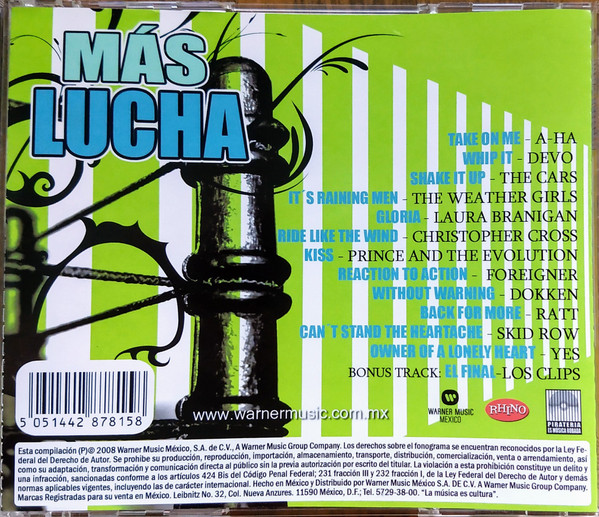 MÁS
LUCHA
TAKE ON ME - A-HA
WHIP IT - DEVO
SHAKE IT UP - THE CARS
IT´S RAINING MEN - THE WEATHER GIRLS
GLORIA - LAURA BRANIGAN
RIDE LIKE THE WIND - CHRISTOPHER CROSS
KISS - PRINCE AND THE EVOLUTION
REACTION TO ACTION - FOREIGNER
WITHOUT WARNING - DOKKEN
BACK FOR MORE - RATT
CAN´T STAND THE HEARTACHE - SKID ROW
OWNER OF A LONELY HEART - YES
BONUS TRACK: EL FINAL-LOS CLIPS
5 051442 878158
www.warnermusic.com.mx
WARNER MUSIC
MEXICO
RHINO
PIRATERIA
Esta compilación (P)® 2008 Warner Music México, S.A. de C.V., A Warner Music Group Company. Los derechos sobre el fonograma se encuentran reconocidos por la Ley Fe-
deral del Derecho de Autor. Se prohibe su producción, reproducción, importación, almacenamiento, transporte, distribución, comercialización, venta o arrendamiento, así
como su adaptación, transformación y comunicación directa al público sin la previa autorización por escrito del titular. La violación a esta prohibición constituye un delito y
una infracción, sancionadas conforme a los artículos 424 Bis del Código Penal Federal; 231 fracción III y 232 fracción I, de la Ley Federal del Derecho de Autor y demás
normas aplicables vigentes, incluyendo las de carácter internacional. Hecho en México y Distribuido por Warner Music México S.A. DE C.V. A Warner Music Group Company.
Marcas Registradas para su venta en México. Leibnitz No. 32, Col. Nueva Anzures. 11590 México, D.F.; Tel. 5729-38-00. "La música es cultura".